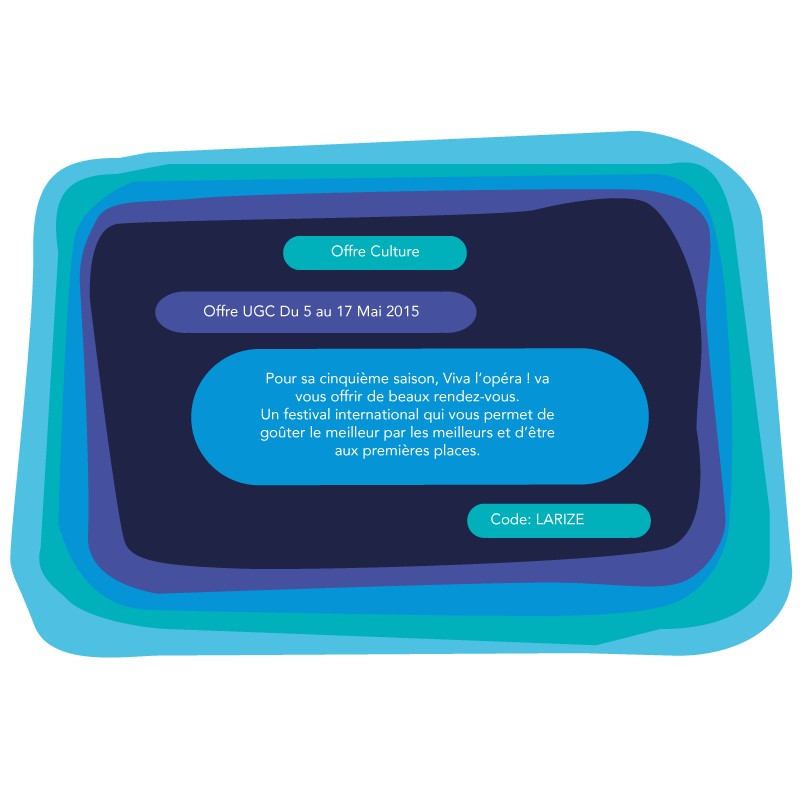 Offre Culture
Offre UGC Du 5 au 17 Mai 2015
Pour sa cinquième saison, Viva l'opéra ! va
vous offrir de beaux rendez-vous.
Un festival international qui vous permet de
goûter le meilleur par les meilleurs et d'être
aux premières places.
Code: LARIZE